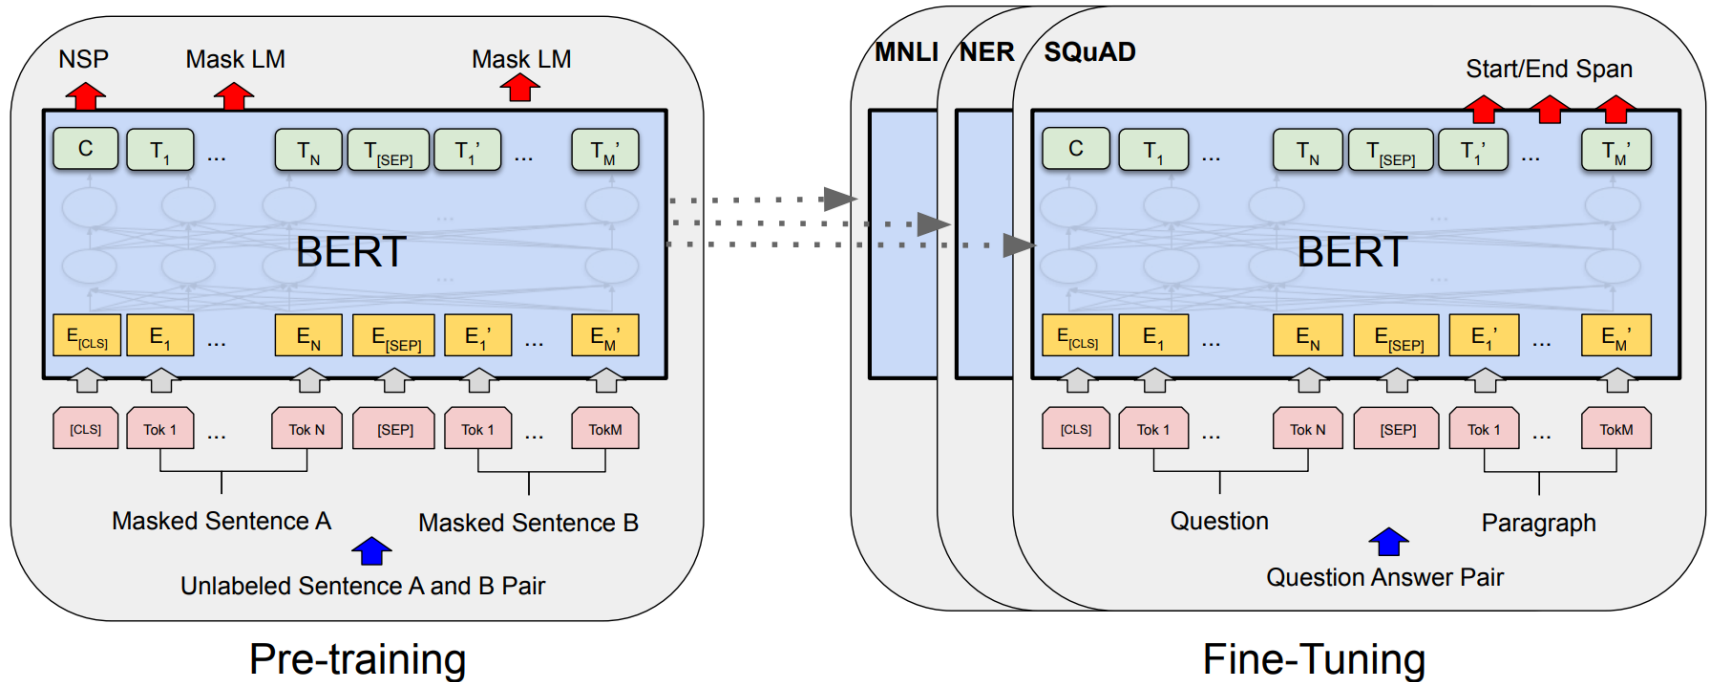 NSP Mask LM Mask LM
C T1 ... TN T[SEP] T1’ ... TM’
...
BERT
...
E[CLS] E1 ... EN E[SEP] E1’ ... EM’
[CLS] Tok 1 ... Tok N [SEP] Tok 1 ... TokM
Masked Sentence A Masked Sentence B
Unlabeled Sentence A and B Pair
Pre-training
MNLI NER SQuAD
Start/End Span
C T1 ... TN T[SEP] T1’ ... TM’
...
BERT
...
E[CLS] E1 ... EN E[SEP] E1’ ... EM’
[CLS] Tok 1 ... Tok N [SEP] Tok 1 ... TokM
Question Paragraph
Question Answer Pair
Fine-Tuning